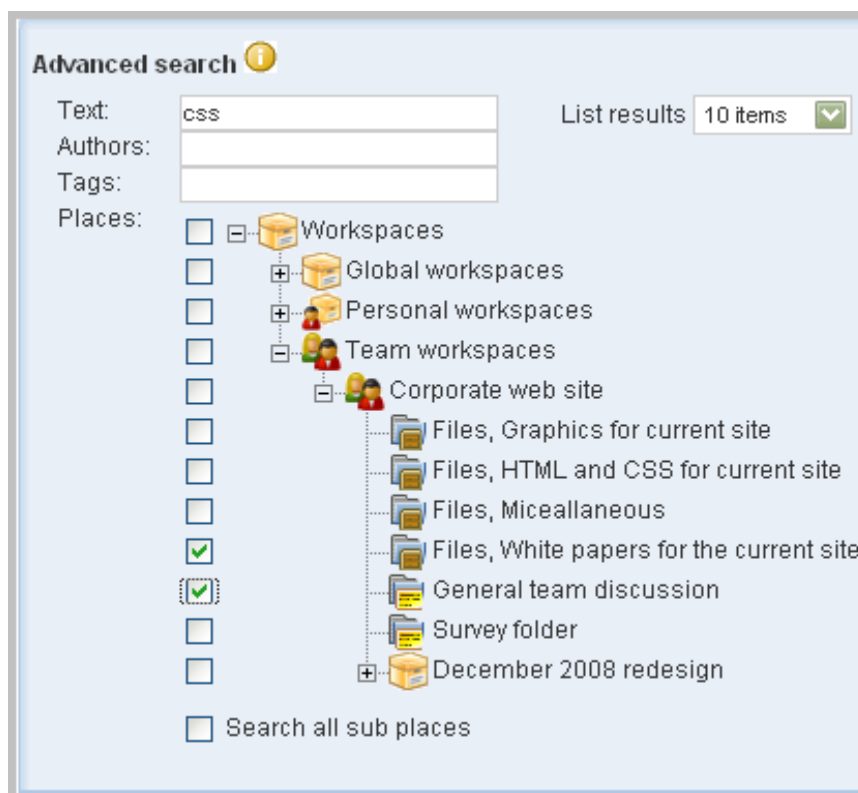 Advanced search
Text: css List results 10 items
Authors:
Tags:
Places:
Workspaces
Global workspaces
Personal workspaces
Team workspaces
Corporate web site
Files, Graphics for current site
Files, HTML and CSS for current site
Files, Miceallaneous
Files, White papers for the current site
General team discussion
Survey folder
December 2008 redesign
Search all sub places